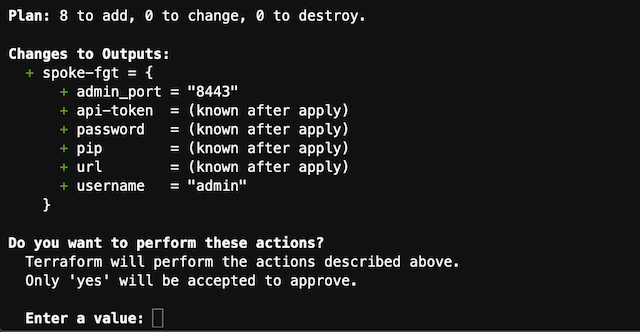 Plan: 8 to add, 0 to change, 0 to destroy.
Changes to Outputs:
+ spoke-fgt = {
+ admin_port = "8443"
+ api-token = (known after apply)
+ password = (known after apply)
+ pip = (known after apply)
+ url = (known after apply)
+ username = "admin"
}
Do you want to perform these actions?
Terraform will perform the actions described above.
Only 'yes' will be accepted to approve.
Enter a value: